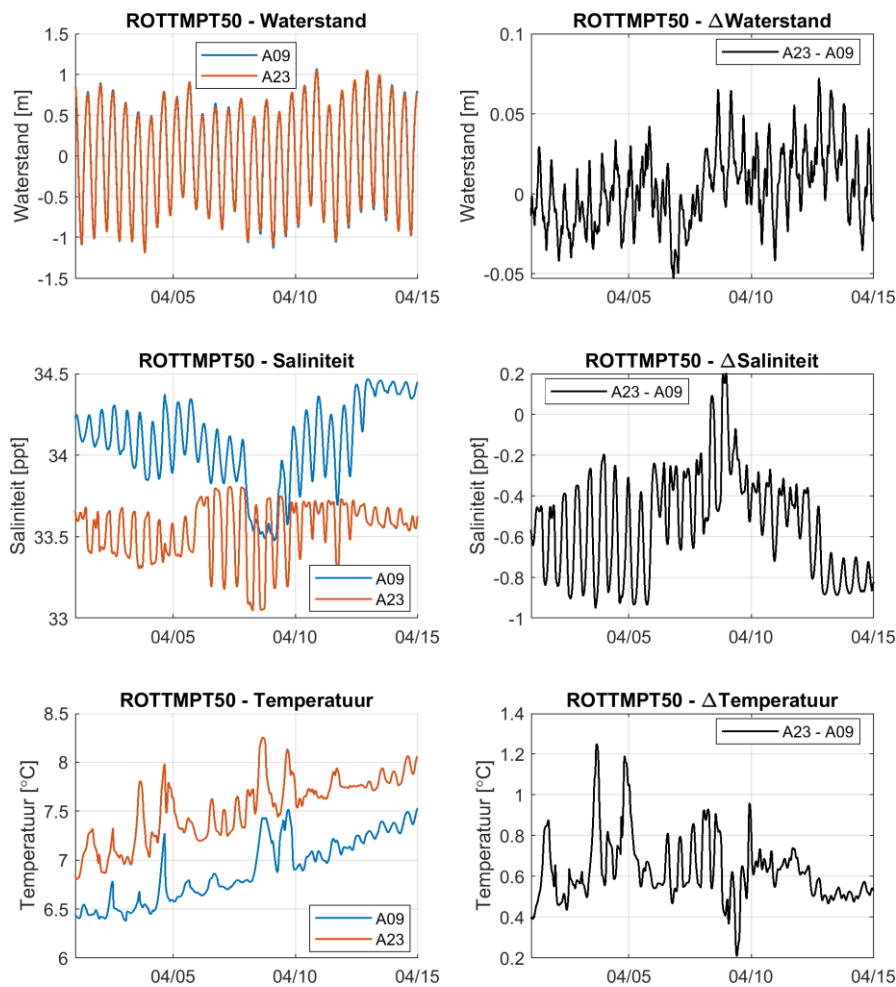 ROTTMPT50 - Waterstand
Waterstand [m]
1.5
1
0.5
0
-0.5
-1
-1.5
A09
A23
04/05
04/10
04/15
ROTTMPT50 - ΔWaterstand
Waterstand [m]
0.1
0.05
0
-0.05
A23 - A09
04/05
04/10
04/15
ROTTMPT50 - Saliniteit
Saliniteit [ppt]
34.5
34
33.5
33
A09
A23
04/05
04/10
04/15
ROTTMPT50 - ΔSaliniteit
Saliniteit [ppt]
0.2
0
-0.2
-0.4
-0.6
-0.8
-1
A23 - A09
04/05
04/10
04/15
ROTTMPT50 - Temperatuur
Temperatuur [°C]
8.5
8
7.5
7
6.5
6
A09
A23
04/05
04/10
04/15
ROTTMPT50 - ΔTemperatuur
Temperatuur [°C]
1.4
1.2
1
0.8
0.6
0.4
0.2
A23 - A09
04/05
04/10
04/15